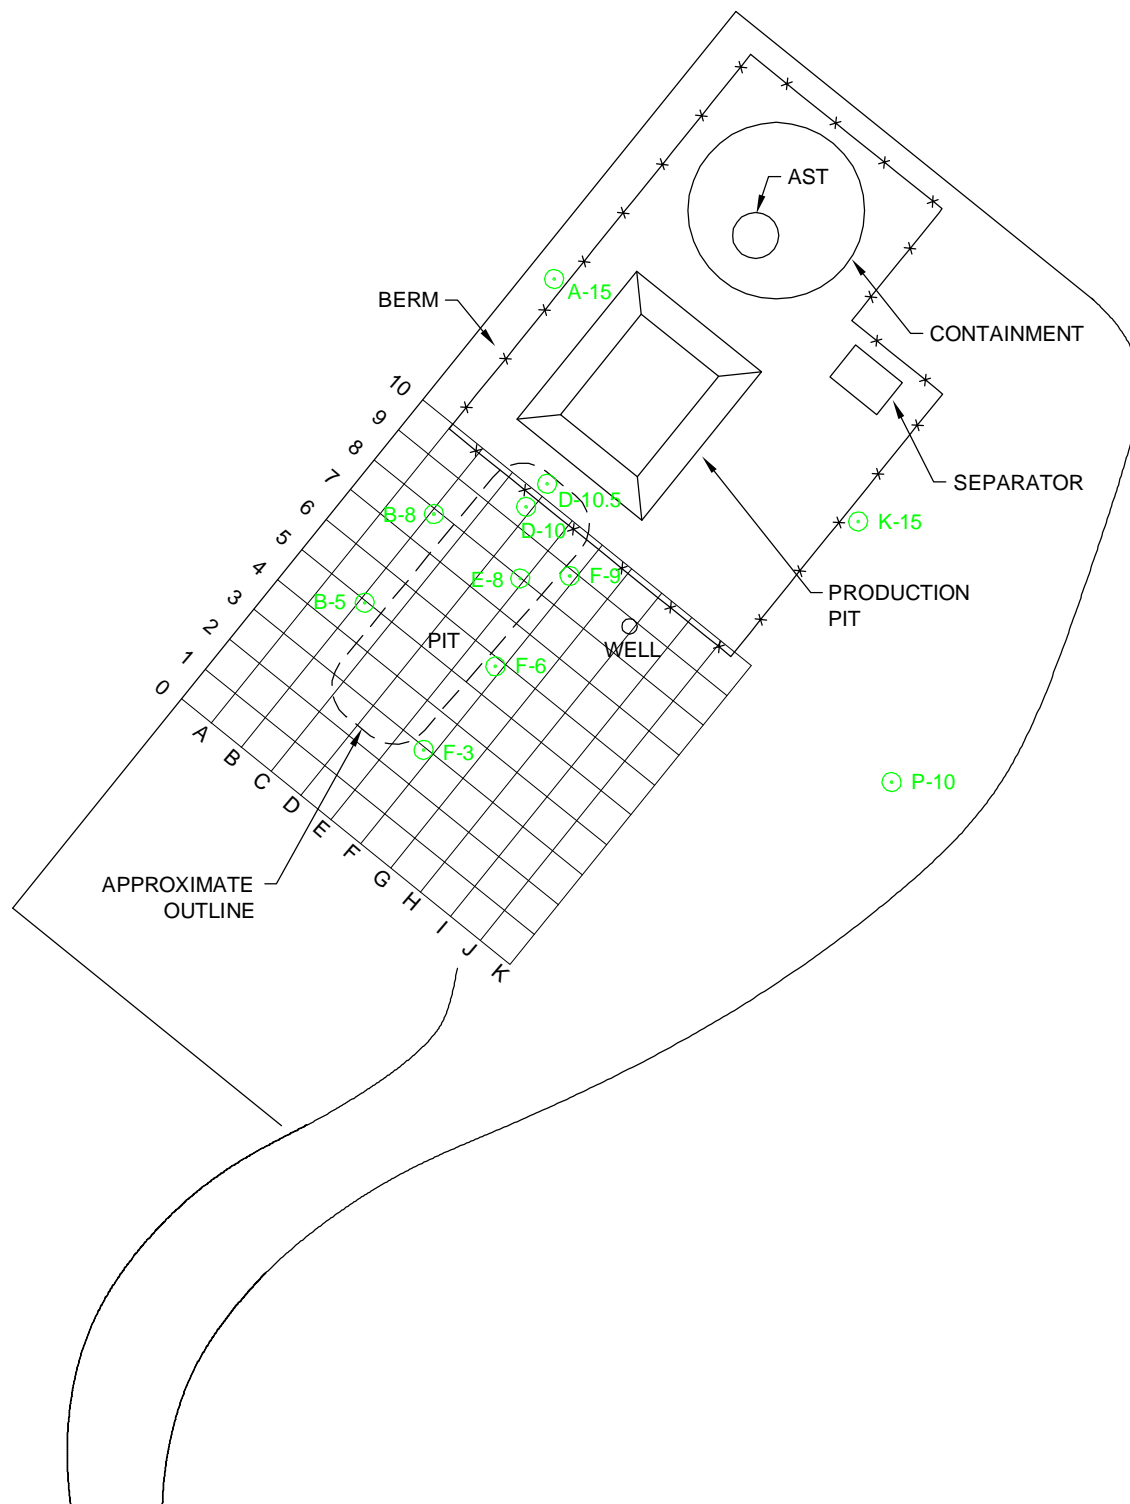 AST
A-15
BERM
CONTAINMENT
10
9
8
7
6
5
4
3
2
1
0
SEPARATOR
D-10.5
B-8
D-10
K-15
E-8
F-9
B-5
PRODUCTION
PIT
PIT
WELL
F-6
F-3
P-10
A
B
C
D
E
F
G
H
I
J
K
APPROXIMATE
OUTLINE